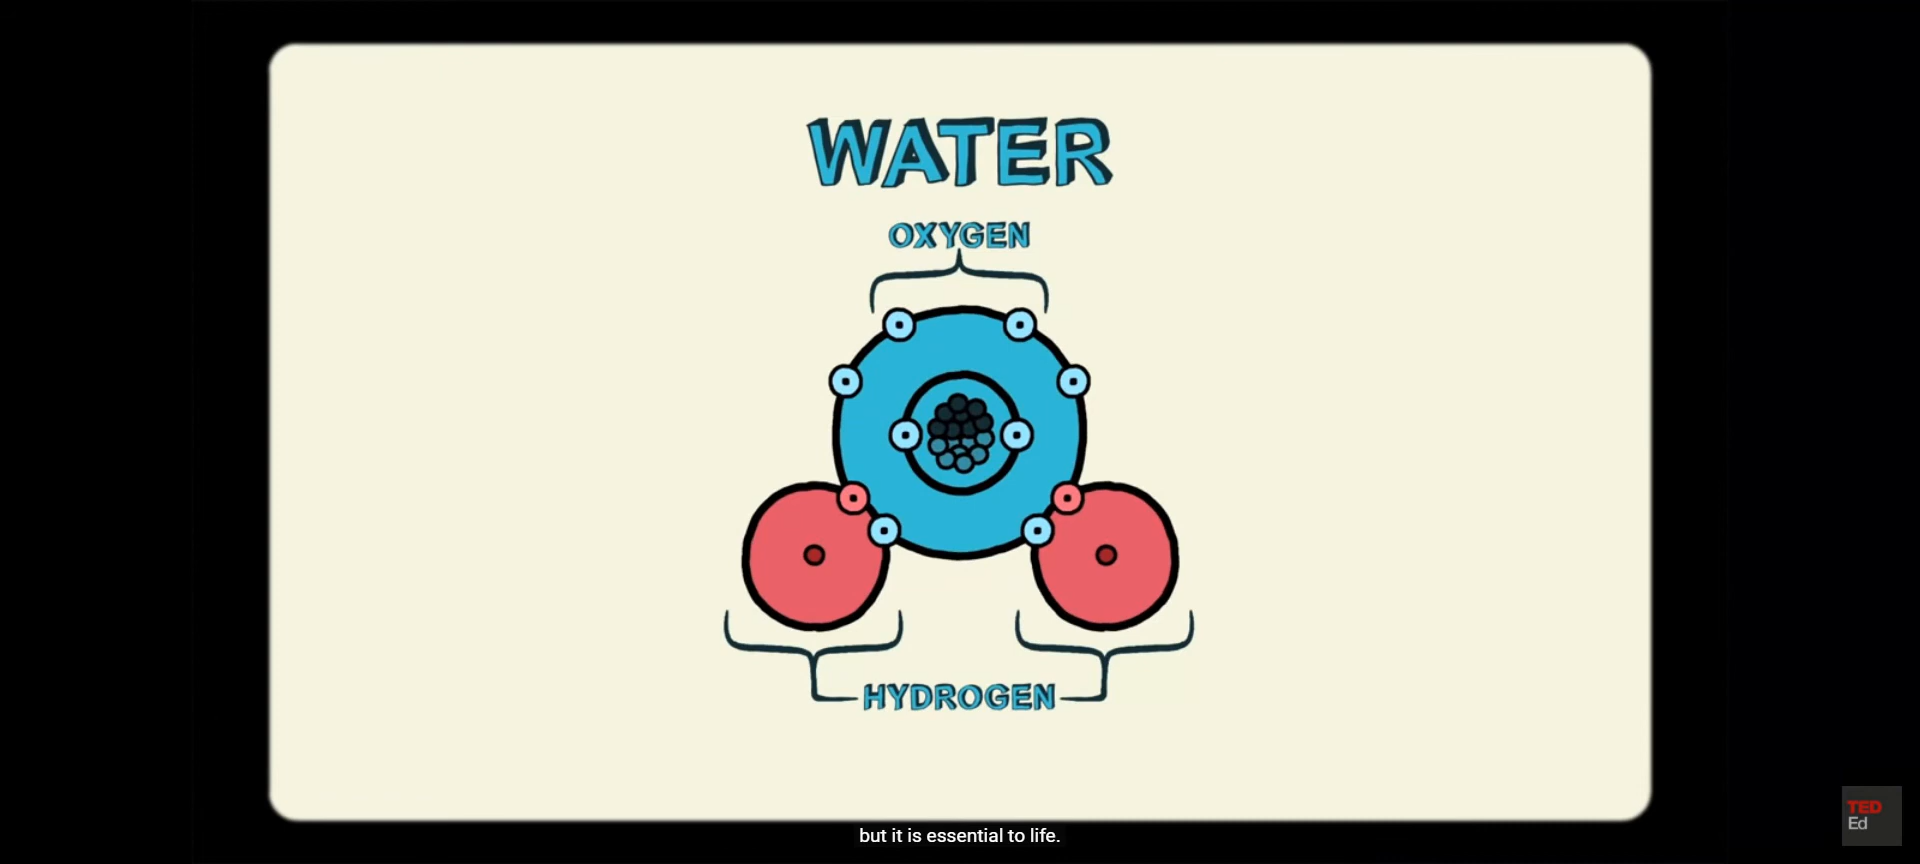 WATER
OXYGEN
HYDROGEN
but it is essential to life.
TED
Ed